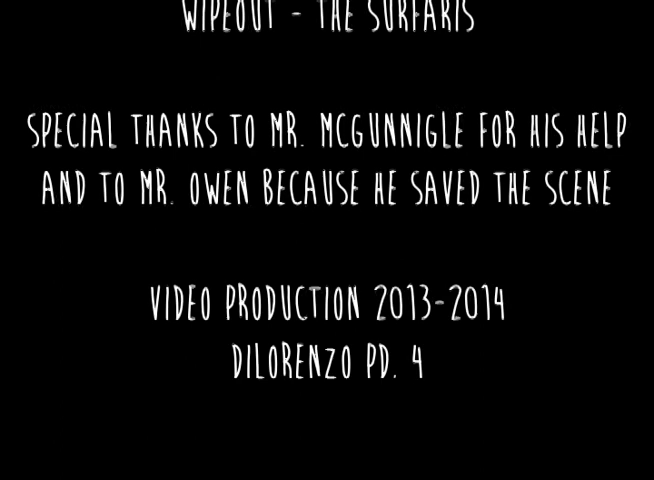 WIPEOUT - THE SURFARIS
SPECIAL THANKS TO MR. MCGUNNIGLE FOR HIS HELP
AND TO MR. OWEN BECAUSE HE SAVED THE SCENE
VIDEO PRODUCTION 2013-2014
DILORENZO PD. 4